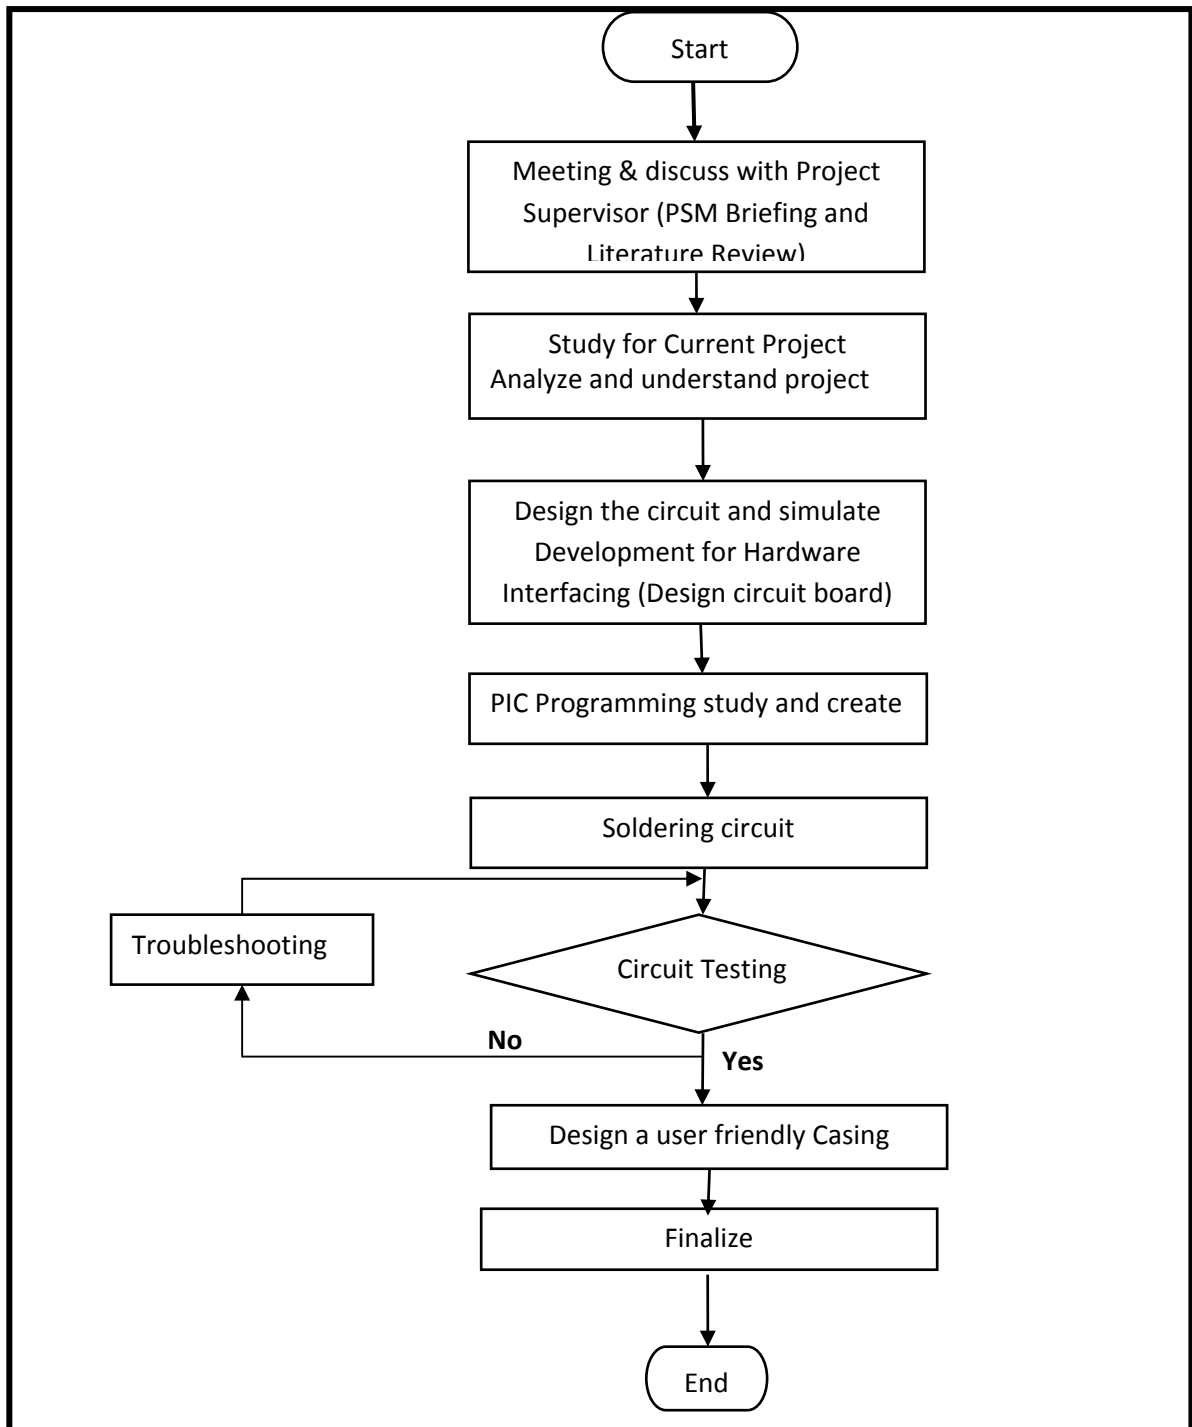 Start
Meeting & discuss with Project
Supervisor (PSM Briefing and
Literature Review)
Study for Current Project
Analyze and understand project
Design the circuit and simulate
Development for Hardware
Interfacing (Design circuit board)
PIC Programming study and create
Soldering circuit
Troubleshooting
Circuit Testing
No
Yes
Design a user friendly Casing
Finalize
End